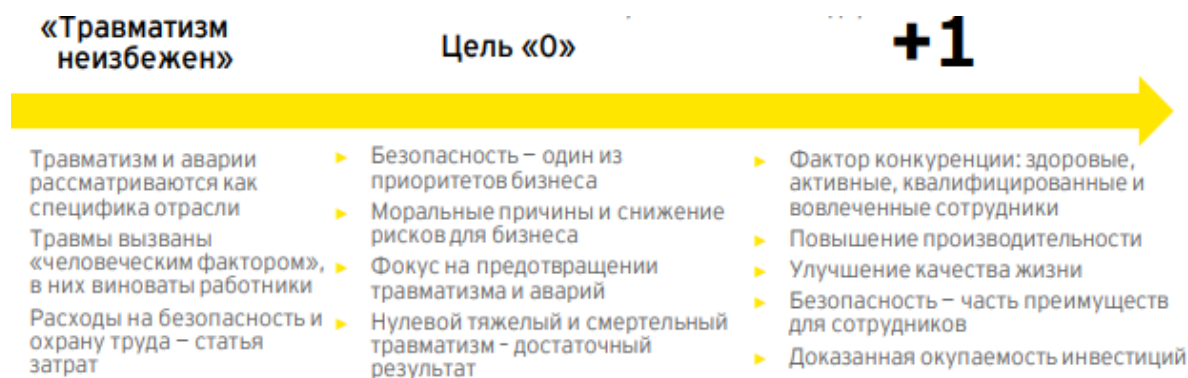 «Травматизм
неизбежен»
Цель «0»
+1
Травматизм и аварии
рассматриваются как
специфика отрасли
Травмы вызваны
«человеческим фактором»,
в них виноваты работники
Расходы на безопасность и
охрану труда – статья
затрат
► Безопасность – один из
приоритетов бизнеса
► Моральные причины и снижение
рисков для бизнеса
► Фокус на предотвращении
травматизма и аварий
► Нулевой тяжелый и смертельный
травматизм - достаточный
результат
► Фактор конкуренции: здоровые,
активные, квалифицированные и
вовлеченные сотрудники
► Повышение производительности
► Улучшение качества жизни
► Безопасность – часть преимуществ
для сотрудников
► Доказанная окупаемость инвестиций